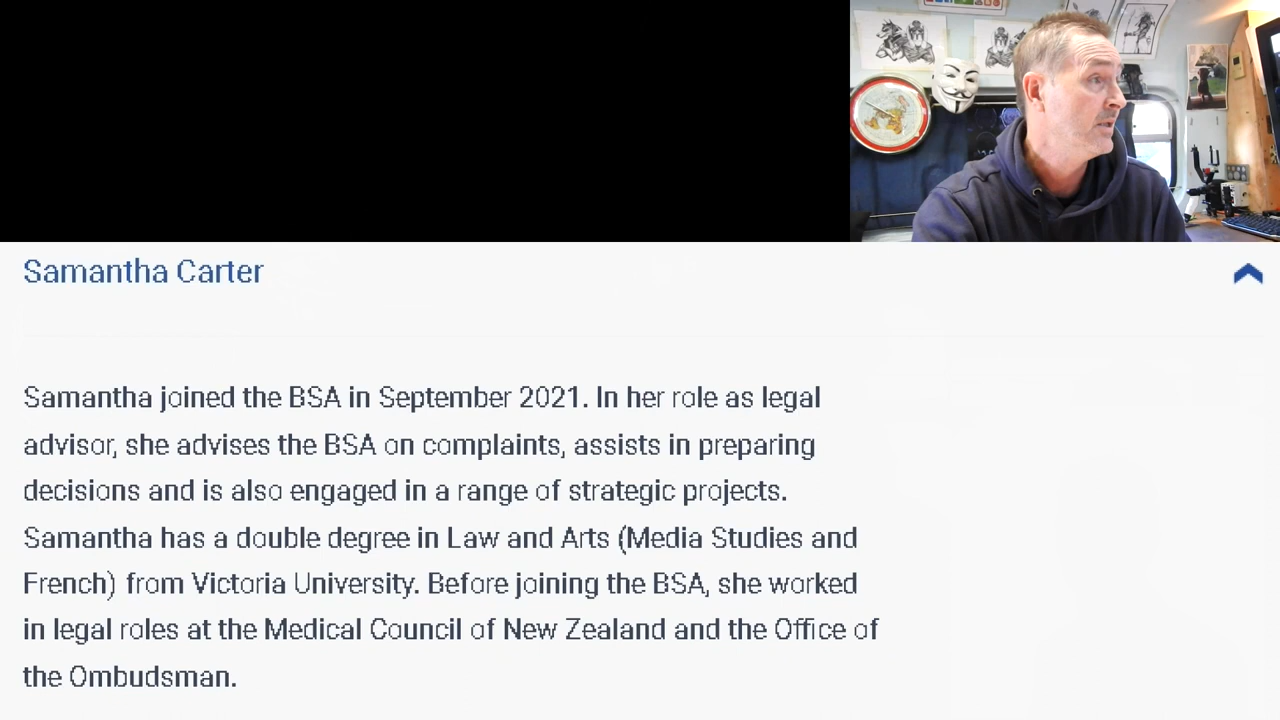 Samantha Carter
Samantha joined the BSA in September 2021. In her role as legal
advisor, she advises the BSA on complaints, assists in preparing
decisions and is also engaged in a range of strategic projects.
Samantha has a double degree in Law and Arts (Media Studies and
French) from Victoria University. Before joining the BSA, she worked
in legal roles at the Medical Council of New Zealand and the Office of
the Ombudsman.